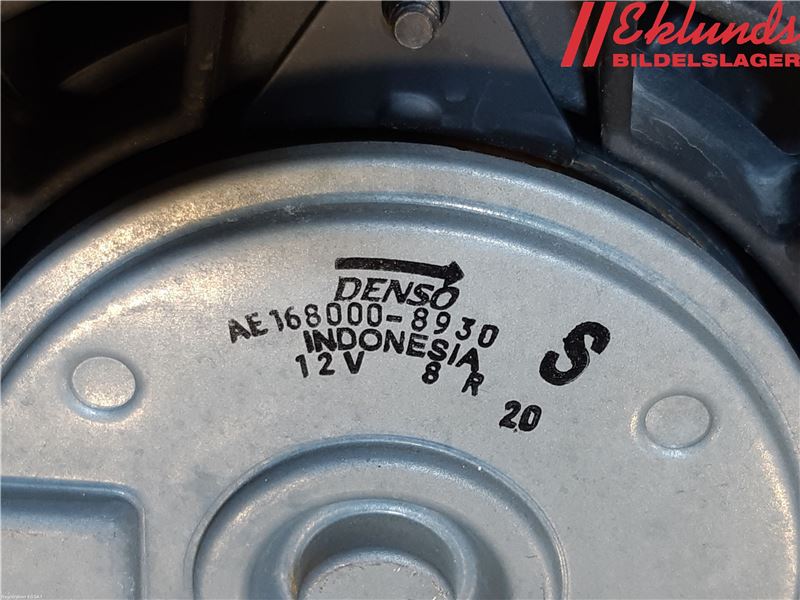 Eklunds
BILDELSLAGER
DENSO
AE168000-8930
INDONESIA
12V 8 R
S
20